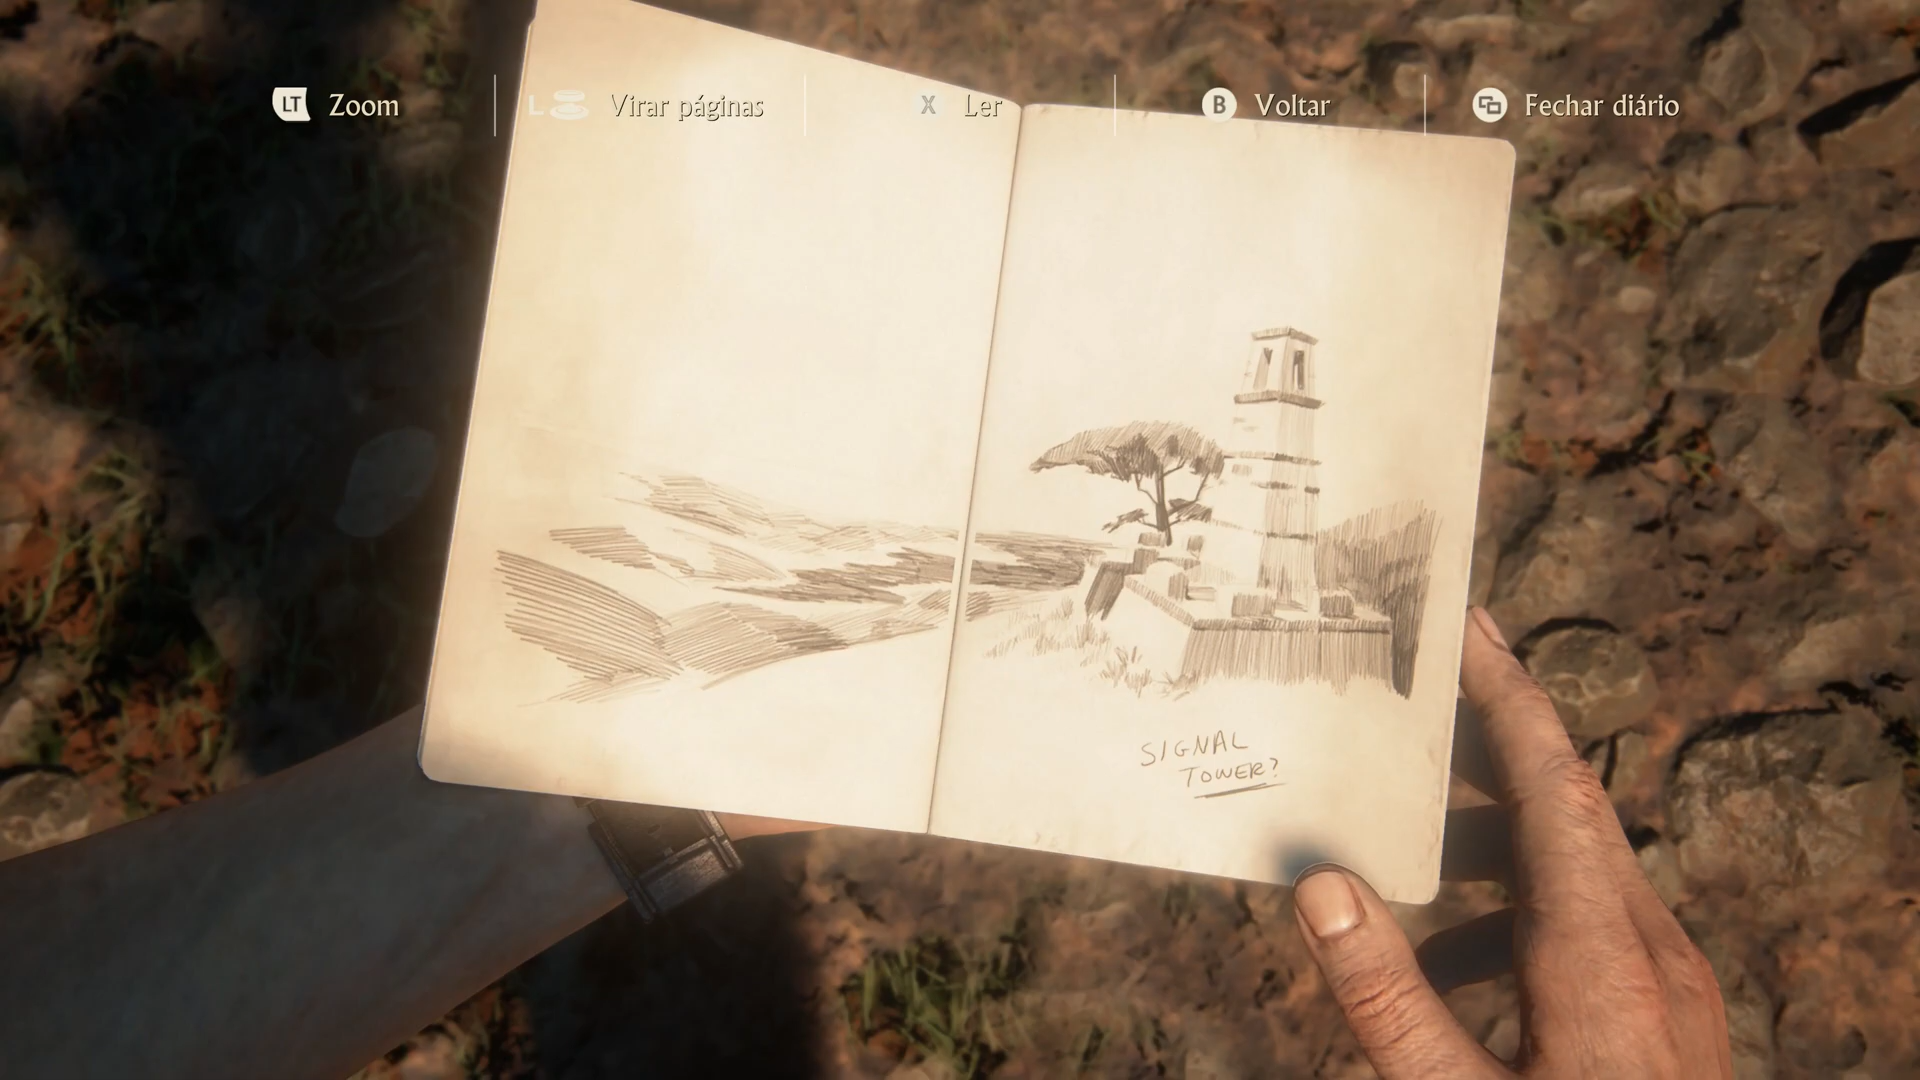 LT Zoom
L Virar páginas
X Ler
B Voltar
Fechar diário
SIGNAL
TOWER?